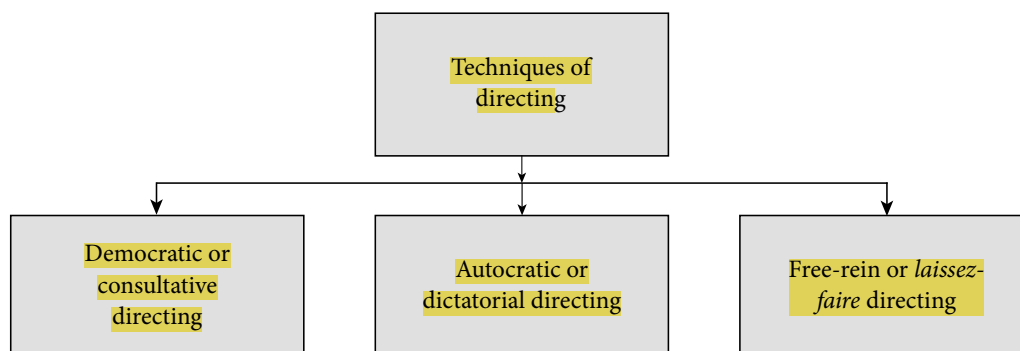 Techniques of
directing
Democratic or
consultative
directing
Autocratic or
dictatorial directing
Free-rein or laissez-
faire directing